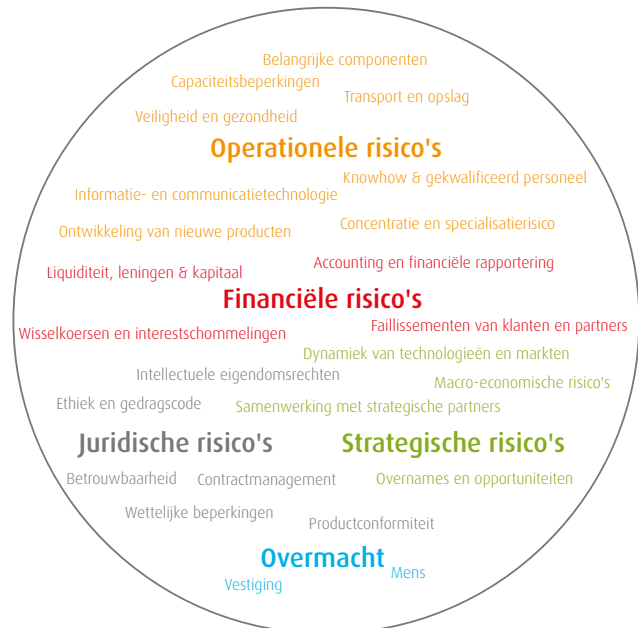 Belangrijke componenten
Capaciteitsbeperkingen
Transport en opslag
Veiligheid en gezondheid
Operationele risico's
Knowhow & gekwalificeerd personeel
Informatie- en communicatietechnologie
Concentratie en specialisatierisico
Ontwikkeling van nieuwe producten
Accounting en financiële rapportering
Liquiditeit, leningen & kapitaal
Financiële risico's
Faillissementen van klanten en partners
Wisselkoersen en interestschommelingen
Dynamiek van technologieën en markten
Intellectuele eigendomsrechten
Macro-economische risico's
Ethiek en gedragscode
Samenwerking met strategische partners
Juridische risico's
Strategische risico's
Betrouwbaarheid
Contractmanagement
Overnames en opportuniteiten
Wettelijke beperkingen
Productconformiteit
Overmacht
Mens
Vestiging